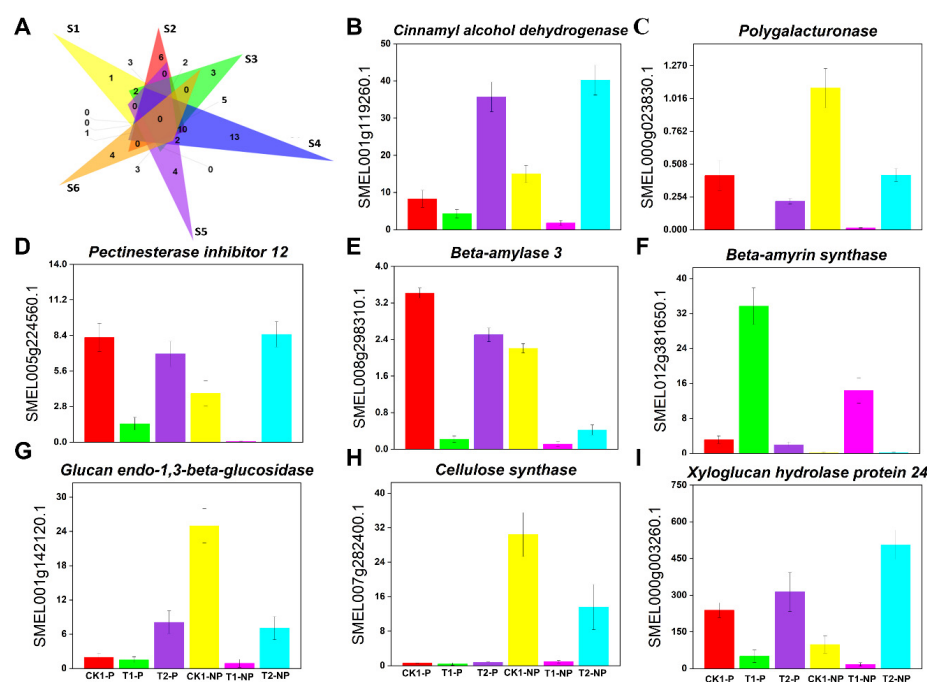 A
S1
S2
S3
S4
S5
S6
3
6
2
1
0
3
2
0
5
0
0
0
0
10
13
1
0
2
4
4
3
0
B
Cinnamyl alcohol dehydrogenase
SMEL001g119260.1
50
40
30
20
10
0
C
Polygalacturonase
SMEL000g023830.1
1.270
1.016
0.762
0.508
0.254
0.000
D
Pectinesterase inhibitor 12
SMEL005g224560.1
14.0
11.2
8.4
5.6
2.8
0.0
E
Beta-amylase 3
SMEL008g298310.1
4.0
3.2
2.4
1.6
0.8
0.0
F
Beta-amyrin synthase
SMEL012g381650.1
40
32
24
16
8
0
G
Glucan endo-1,3-beta-glucosidase
SMEL001g142120.1
30
24
18
12
6
0
CK1-P T1-P T2-P CK1-NP T1-NP T2-NP
H
Cellulose synthase
SMEL007g282400.1
40
32
24
16
8
0
CK1-P T1-P T2-P CK1-NP T1-NP T2-NP
I
Xyloglucan hydrolase protein 24
SMEL000g003260.1
750
600
450
300
150
0
CK1-P T1-P T2-P CK1-NP T1-NP T2-NP